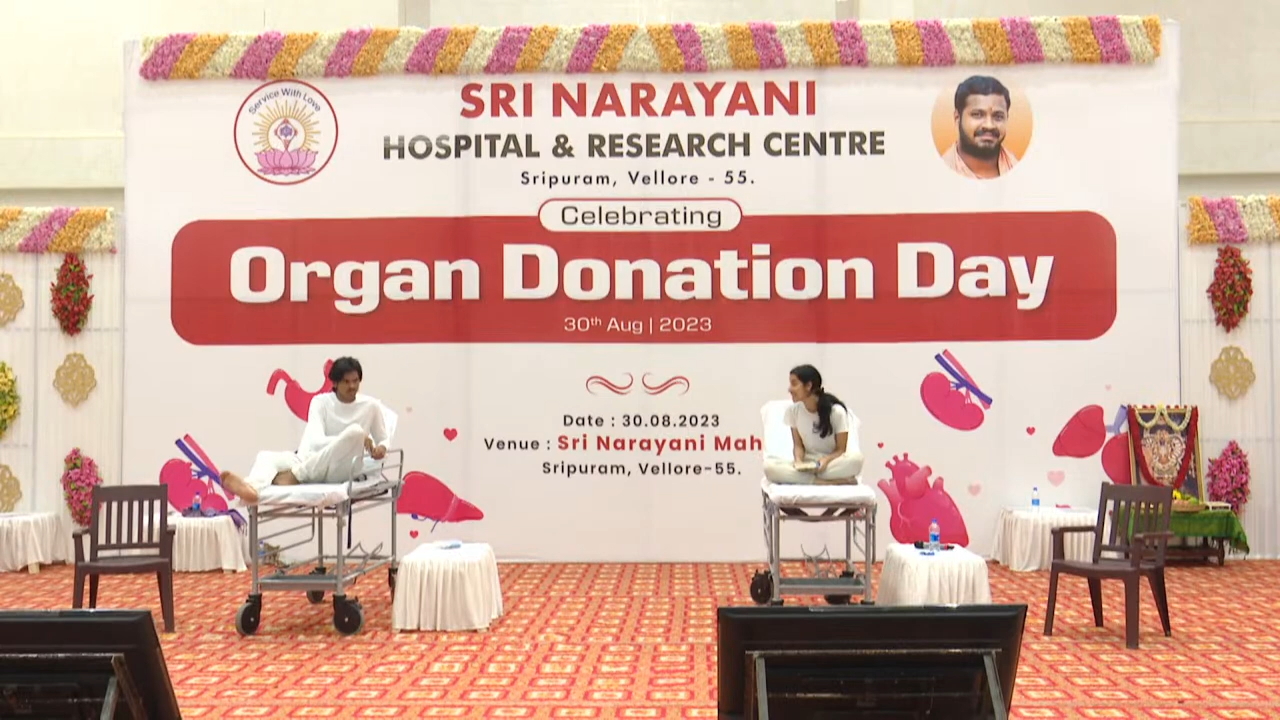 Service With Love
SRI NARAYANI
HOSPITAL & RESEARCH CENTRE
Sripuram, Vellore - 55.
Celebrating
Organ Donation Day
30th Aug | 2023
Date : 30.08.2023
Venue : Sri Narayani Mah
Sripuram, Vellore-55.